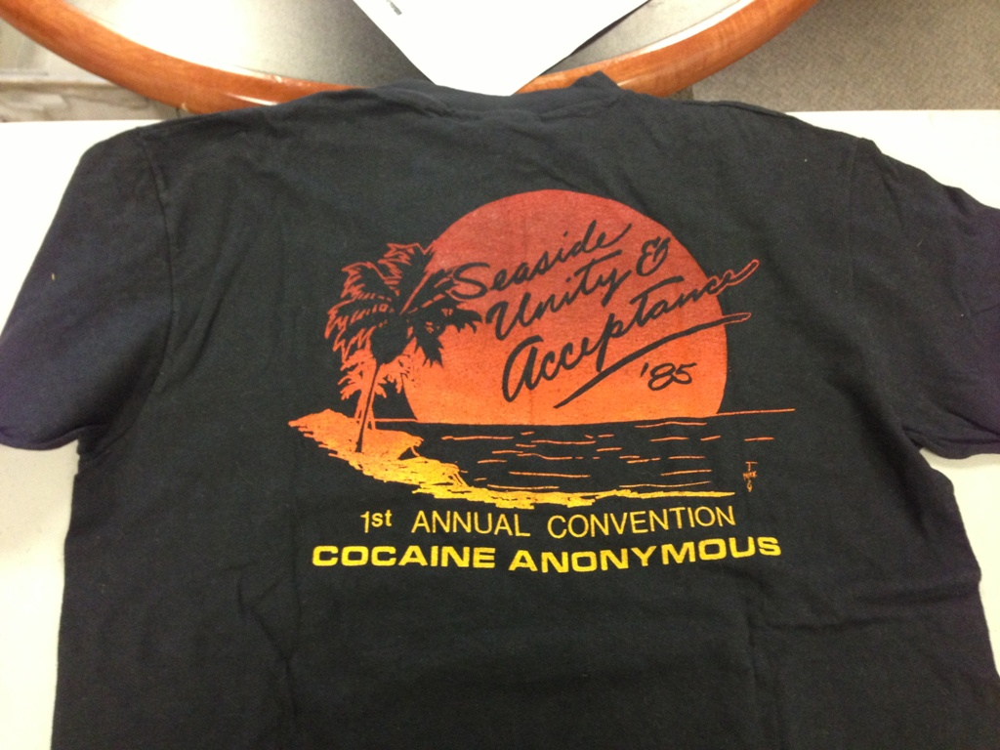 Seaside
Unity &
Acceptance
'85
1st ANNUAL CONVENTION
COCAINE ANONYMOUS